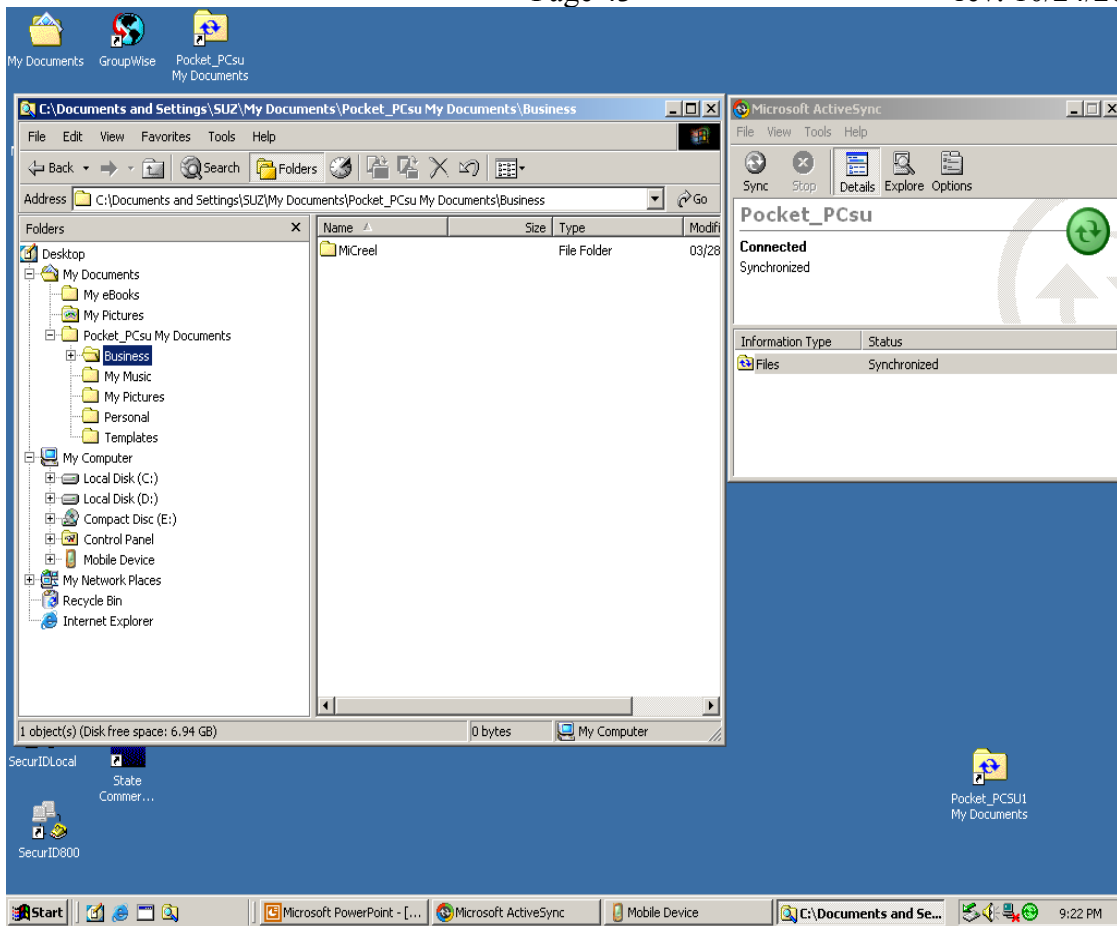 My Documents
GroupWise
Pocket_PCsu
My Documents
C:\Documents and Settings\SUZ\My Documents\Pocket_PCsu My Documents\Business
File Edit View Favorites Tools Help
Back Search Folders
Address C:\Documents and Settings\SUZ\My Documents\Pocket_PCsu My Documents\Business Go
Folders X
Desktop
My Documents
My eBooks
My Pictures
Pocket_PCsu My Documents
Business
My Music
My Pictures
Personal
Templates
My Computer
Local Disk (C:)
Local Disk (D:)
Compact Disc (E:)
Control Panel
Mobile Device
My Network Places
Recycle Bin
Internet Explorer
Name Size Type Modifi
MiCreel File Folder 03/28
1 object(s) (Disk free space: 6.94 GB) 0 bytes My Computer
Microsoft ActiveSync
File View Tools Help
Sync Stop Details Explore Options
Pocket_PCsu
Connected
Synchronized
Information Type Status
Files Synchronized
SecurIDLocal
State
Commer...
SecurID800
Pocket_PCSU1
My Documents
Start Microsoft PowerPoint - [... Microsoft ActiveSync Mobile Device C:\Documents and Se... 9:22 PM